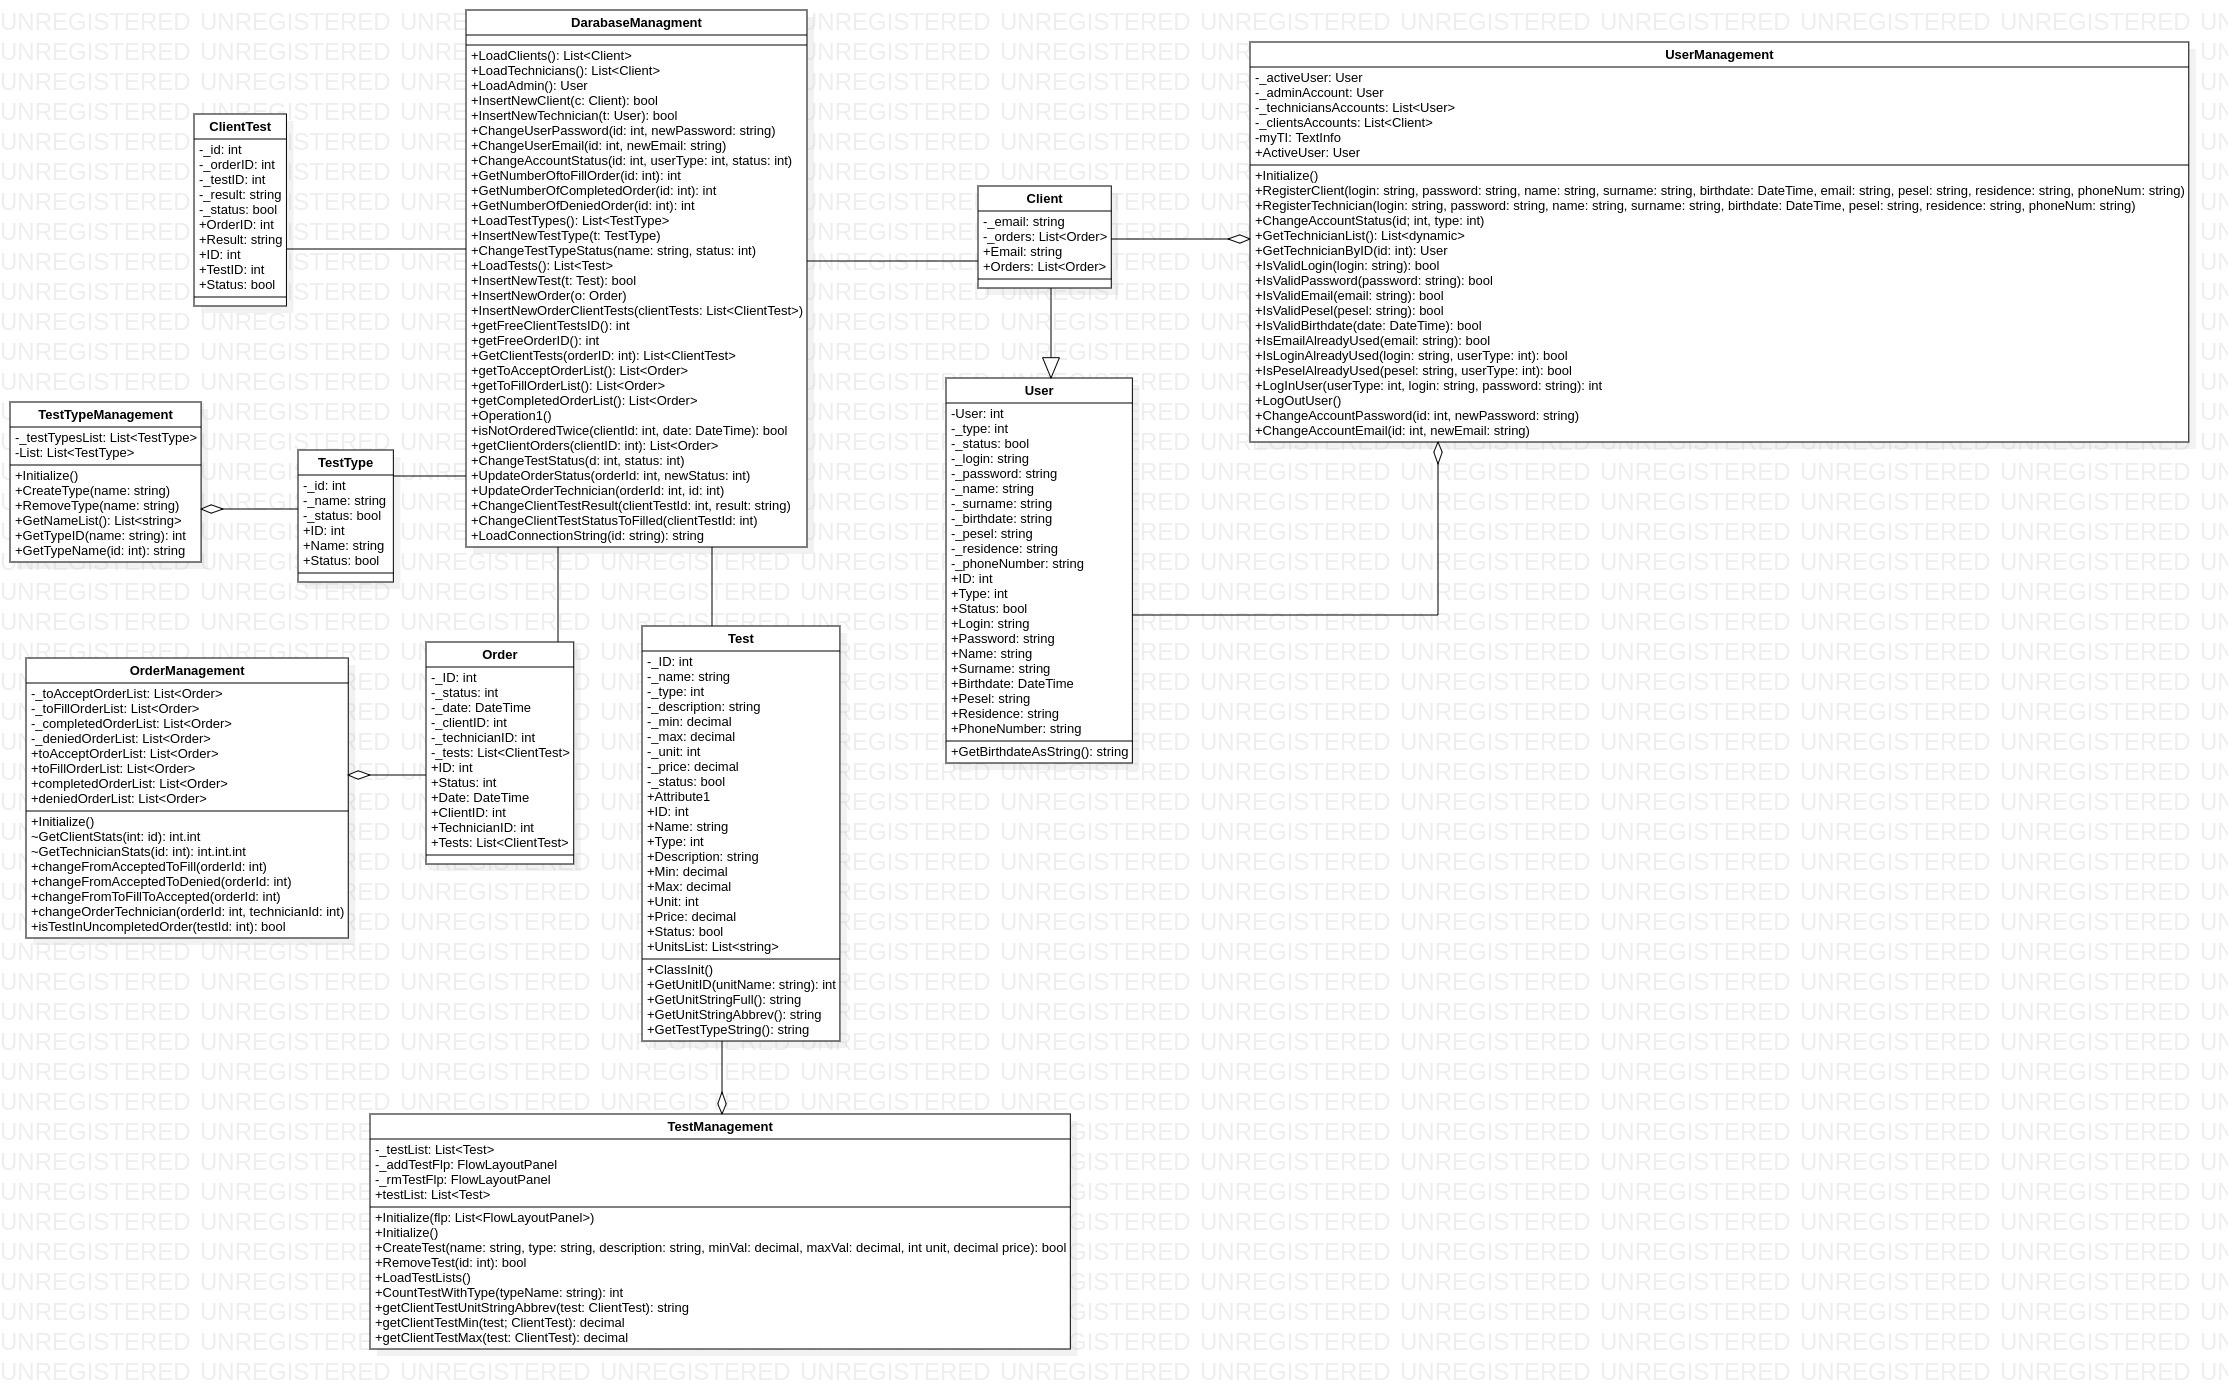 DarabaseManagment
+LoadClients(): List<Client>
+LoadTechnicians(): List<Client>
+LoadAdmin(): User
+InsertNewClient(c: Client): bool
+InsertNewTechnician(t: User): bool
+ChangeUserPassword(id: int, newPassword: string)
+ChangeUserEmail(id: int, newEmail: string)
+ChangeAccountStatus(id: int, userType: int, status: int)
+GetNumberOftoFillOrder(id: int): int
+GetNumberOfCompletedOrder(id: int): int
+GetNumberOfDeniedOrder(id: int): int
+LoadTestTypes(): List<TestType>
+InsertNewTestType(t: TestType)
+ChangeTestTypeStatus(name: string, status: int)
+LoadTests(): List<Test>
+InsertNewTest(t: Test): bool
+InsertNewOrder(o: Order)
+InsertNewOrderClientTests(clientTests: List<ClientTest>)
+getFreeClientTestsID(): int
+getFreeOrderID(): int
+GetClientTests(orderID: int): List<ClientTest>
+getToAcceptOrderList(): List<Order>
+getToFillOrderList(): List<Order>
+getCompletedOrderList(): List<Order>
+Operation1()
+isNotOrderedTwice(clientId: int, date: DateTime): bool
+getClientOrders(clientID: int): List<Order>
+ChangeTestStatus(d: int, status: int)
+UpdateOrderStatus(orderId: int, newStatus: int)
+UpdateOrderTechnician(orderId: int, id: int)
+ChangeClientTestResult(clientTestId: int, result: string)
+ChangeClientTestStatusToFilled(clientTestId: int)
+LoadConnectionString(id: string): string
UserManagement
-_activeUser: User
-_adminAccount: User
-_techniciansAccounts: List<User>
-_clientsAccounts: List<Client>
-myTI: TextInfo
+ActiveUser: User
+Initialize()
+RegisterClient(login: string, password: string, name: string, surname: string, birthdate: DateTime, email: string, pesel: string, residence: string, phoneNum: string)
+RegisterTechnician(login: string, password: string, name: string, surname: string, birthdate: DateTime, pesel: string, residence: string, phoneNum: string)
+ChangeAccountStatus(id; int, type: int)
+GetTechnicianList(): List<dynamic>
+GetTechnicianByID(id: int): User
+IsValidLogin(login: string): bool
+IsValidPassword(password: string): bool
+IsValidEmail(email: string): bool
+IsValidPesel(pesel: string): bool
+IsValidBirthdate(date: DateTime): bool
+IsEmailAlreadyUsed(email: string): bool
+IsLoginAlreadyUsed(login: string, userType: int): bool
+IsPeselAlreadyUsed(pesel: string, userType: int): bool
+LogInUser(userType: int, login: string, password: string): int
+LogOutUser()
+ChangeAccountPassword(id: int, newPassword: string)
+ChangeAccountEmail(id: int, newEmail: string)
ClientTest
-_id: int
-_orderID: int
-_testID: int
-_result: string
-_status: bool
+OrderID: int
+Result: string
+ID: int
+TestID: int
+Status: bool
Client
-_email: string
-_orders: List<Order>
+Email: string
+Orders: List<Order>
User
-User: int
-_type: int
-_status: bool
-_login: string
-_password: string
-_name: string
-_surname: string
-_birthdate: string
-_pesel: string
-_residence: string
-_phoneNumber: string
+ID: int
+Type: int
+Status: bool
+Login: string
+Password: string
+Name: string
+Surname: string
+Birthdate: DateTime
+Pesel: string
+Residence: string
+PhoneNumber: string
+GetBirthdateAsString(): string
TestTypeManagement
-_testTypesList: List<TestType>
-List: List<TestType>
+Initialize()
+CreateType(name: string)
+RemoveType(name: string)
+GetNameList(): List<string>
+GetTypeID(name: string): int
+GetTypeName(id: int): string
TestType
-_id: int
-_name: string
-_status: bool
+ID: int
+Name: string
+Status: bool
OrderManagement
-_toAcceptOrderList: List<Order>
-_toFillOrderList: List<Order>
-_completedOrderList: List<Order>
-_deniedOrderList: List<Order>
+toAcceptOrderList: List<Order>
+toFillOrderList: List<Order>
+completedOrderList: List<Order>
+deniedOrderList: List<Order>
+Initialize()
~GetClientStats(int: id): int.int
~GetTechnicianStats(id: int): int.int.int
+changeFromAcceptedToFill(orderId: int)
+changeFromAcceptedToDenied(orderId: int)
+changeFromToFillToAccepted(orderId: int)
+changeOrderTechnician(orderId: int, technicianId: int)
+isTestInUncompletedOrder(testId: int): bool
Order
-_ID: int
-_status: int
-_date: DateTime
-_clientID: int
-_technicianID: int
-_tests: List<ClientTest>
+ID: int
+Status: int
+Date: DateTime
+ClientID: int
+TechnicianID: int
+Tests: List<ClientTest>
Test
-_ID: int
-_name: string
-_type: int
-_description: string
-_min: decimal
-_max: decimal
-_unit: int
-_price: decimal
-_status: bool
+Attribute1
+ID: int
+Name: string
+Type: int
+Description: string
+Min: decimal
+Max: decimal
+Unit: int
+Price: decimal
+Status: bool
+UnitsList: List<string>
+ClassInit()
+GetUnitID(unitName: string): int
+GetUnitStringFull(): string
+GetUnitStringAbbrev(): string
+GetTestTypeString(): string
TestManagement
-_testList: List<Test>
-_addTestFlp: FlowLayoutPanel
-_rmTestFlp: FlowLayoutPanel
+testList: List<Test>
+Initialize(flp: List<FlowLayoutPanel>)
+Initialize()
+CreateTest(name: string, type: string, description: string, minVal: decimal, maxVal: decimal, int unit, decimal price): bool
+RemoveTest(id: int): bool
+LoadTestLists()
+CountTestWithType(typeName: string): int
+getClientTestUnitStringAbbrev(test: ClientTest): string
+getClientTestMin(test; ClientTest): decimal
+getClientTestMax(test: ClientTest): decimal
UNREGISTERED